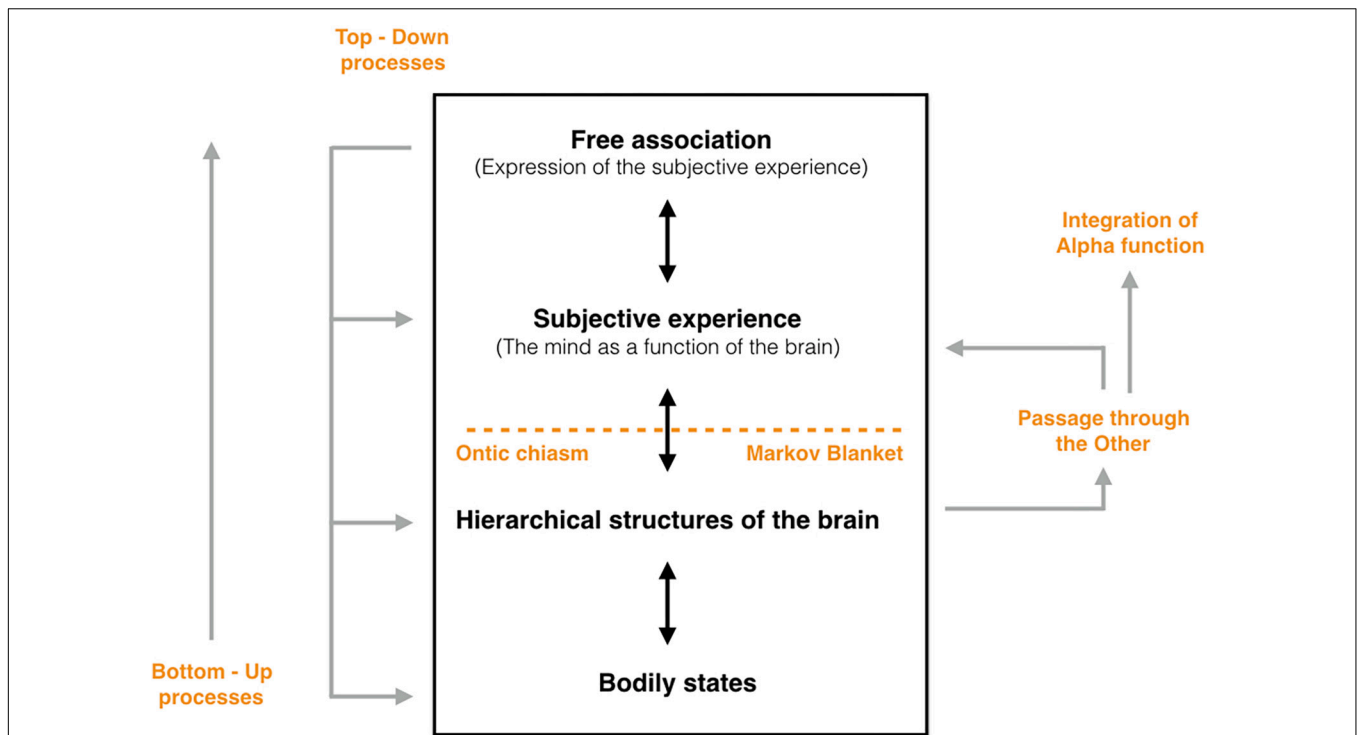 Top - Down
processes
Free association
(Expression of the subjective experience)
Integration of
Alpha function
Subjective experience
(The mind as a function of the brain)
Ontic chiasm
Markov Blanket
Passage through
the Other
Hierarchical structures of the brain
Bottom - Up
processes
Bodily states